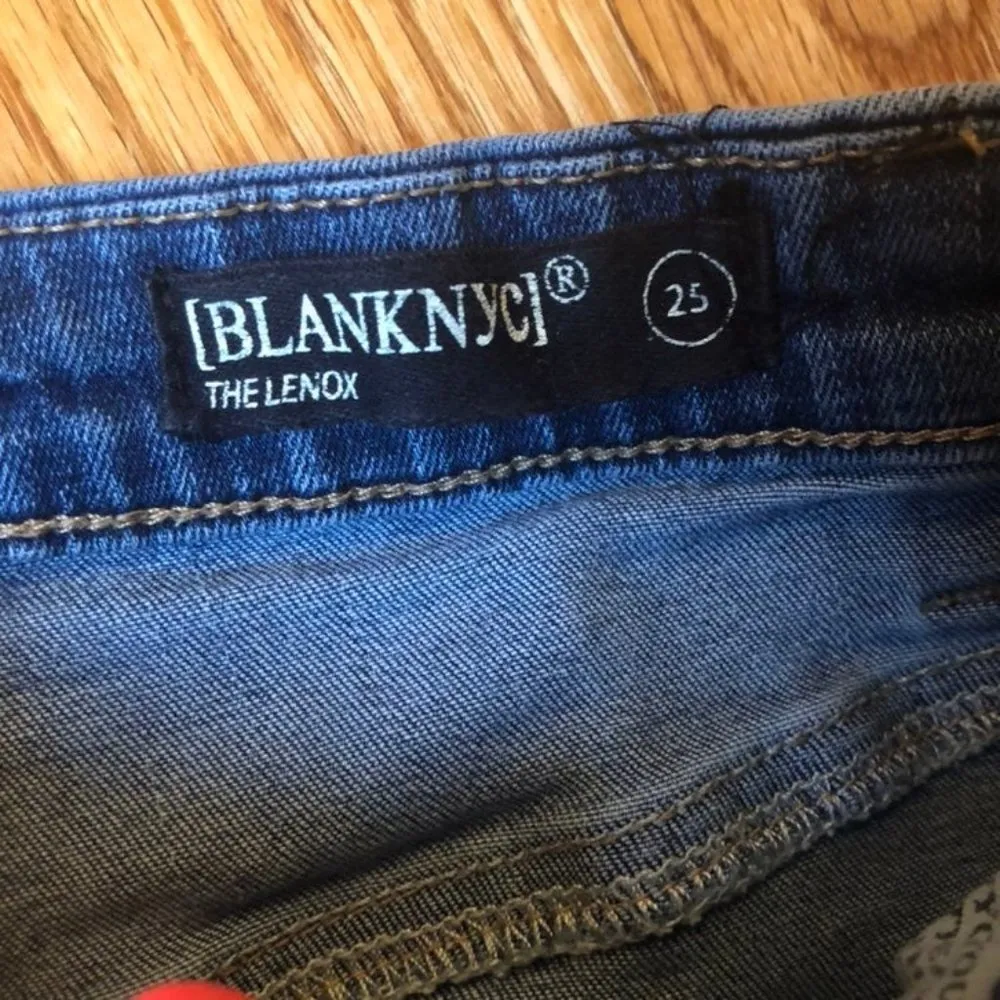 [BLANKNYC]® 25
THE LENOX